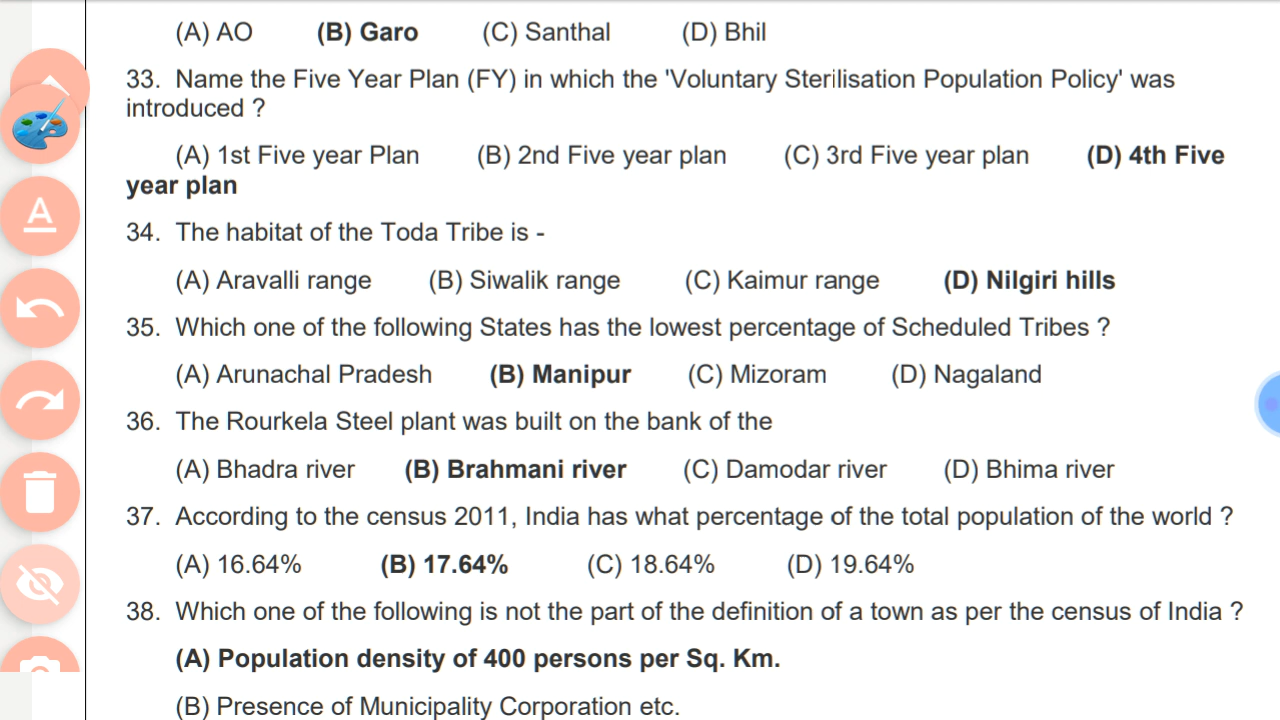 (A) AO (B) Garo (C) Santhal (D) Bhil
33. Name the Five Year Plan (FY) in which the 'Voluntary Sterilisation Population Policy' was
introduced ?
(A) 1st Five year Plan (B) 2nd Five year plan (C) 3rd Five year plan (D) 4th Five
year plan
34. The habitat of the Toda Tribe is -
(A) Aravalli range (B) Siwalik range (C) Kaimur range (D) Nilgiri hills
35. Which one of the following States has the lowest percentage of Scheduled Tribes ?
(A) Arunachal Pradesh (B) Manipur (C) Mizoram (D) Nagaland
36. The Rourkela Steel plant was built on the bank of the
(A) Bhadra river (B) Brahmani river (C) Damodar river (D) Bhima river
37. According to the census 2011, India has what percentage of the total population of the world ?
(A) 16.64% (B) 17.64% (C) 18.64% (D) 19.64%
38. Which one of the following is not the part of the definition of a town as per the census of India ?
(A) Population density of 400 persons per Sq. Km.
(B) Presence of Municipality Corporation etc.